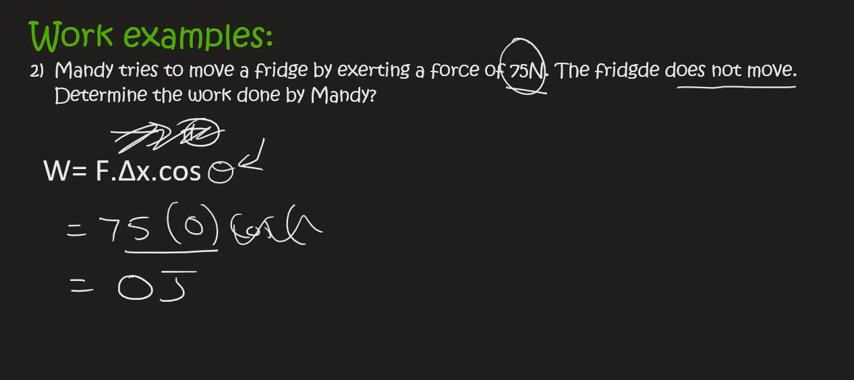 Work examples:
2) Mandy tries to move a fridge by exerting a force of 75N. The fridgde does not move.
Determine the work done by Mandy?
W= F.Δx.cos θ
= 75 (0)
= 0J